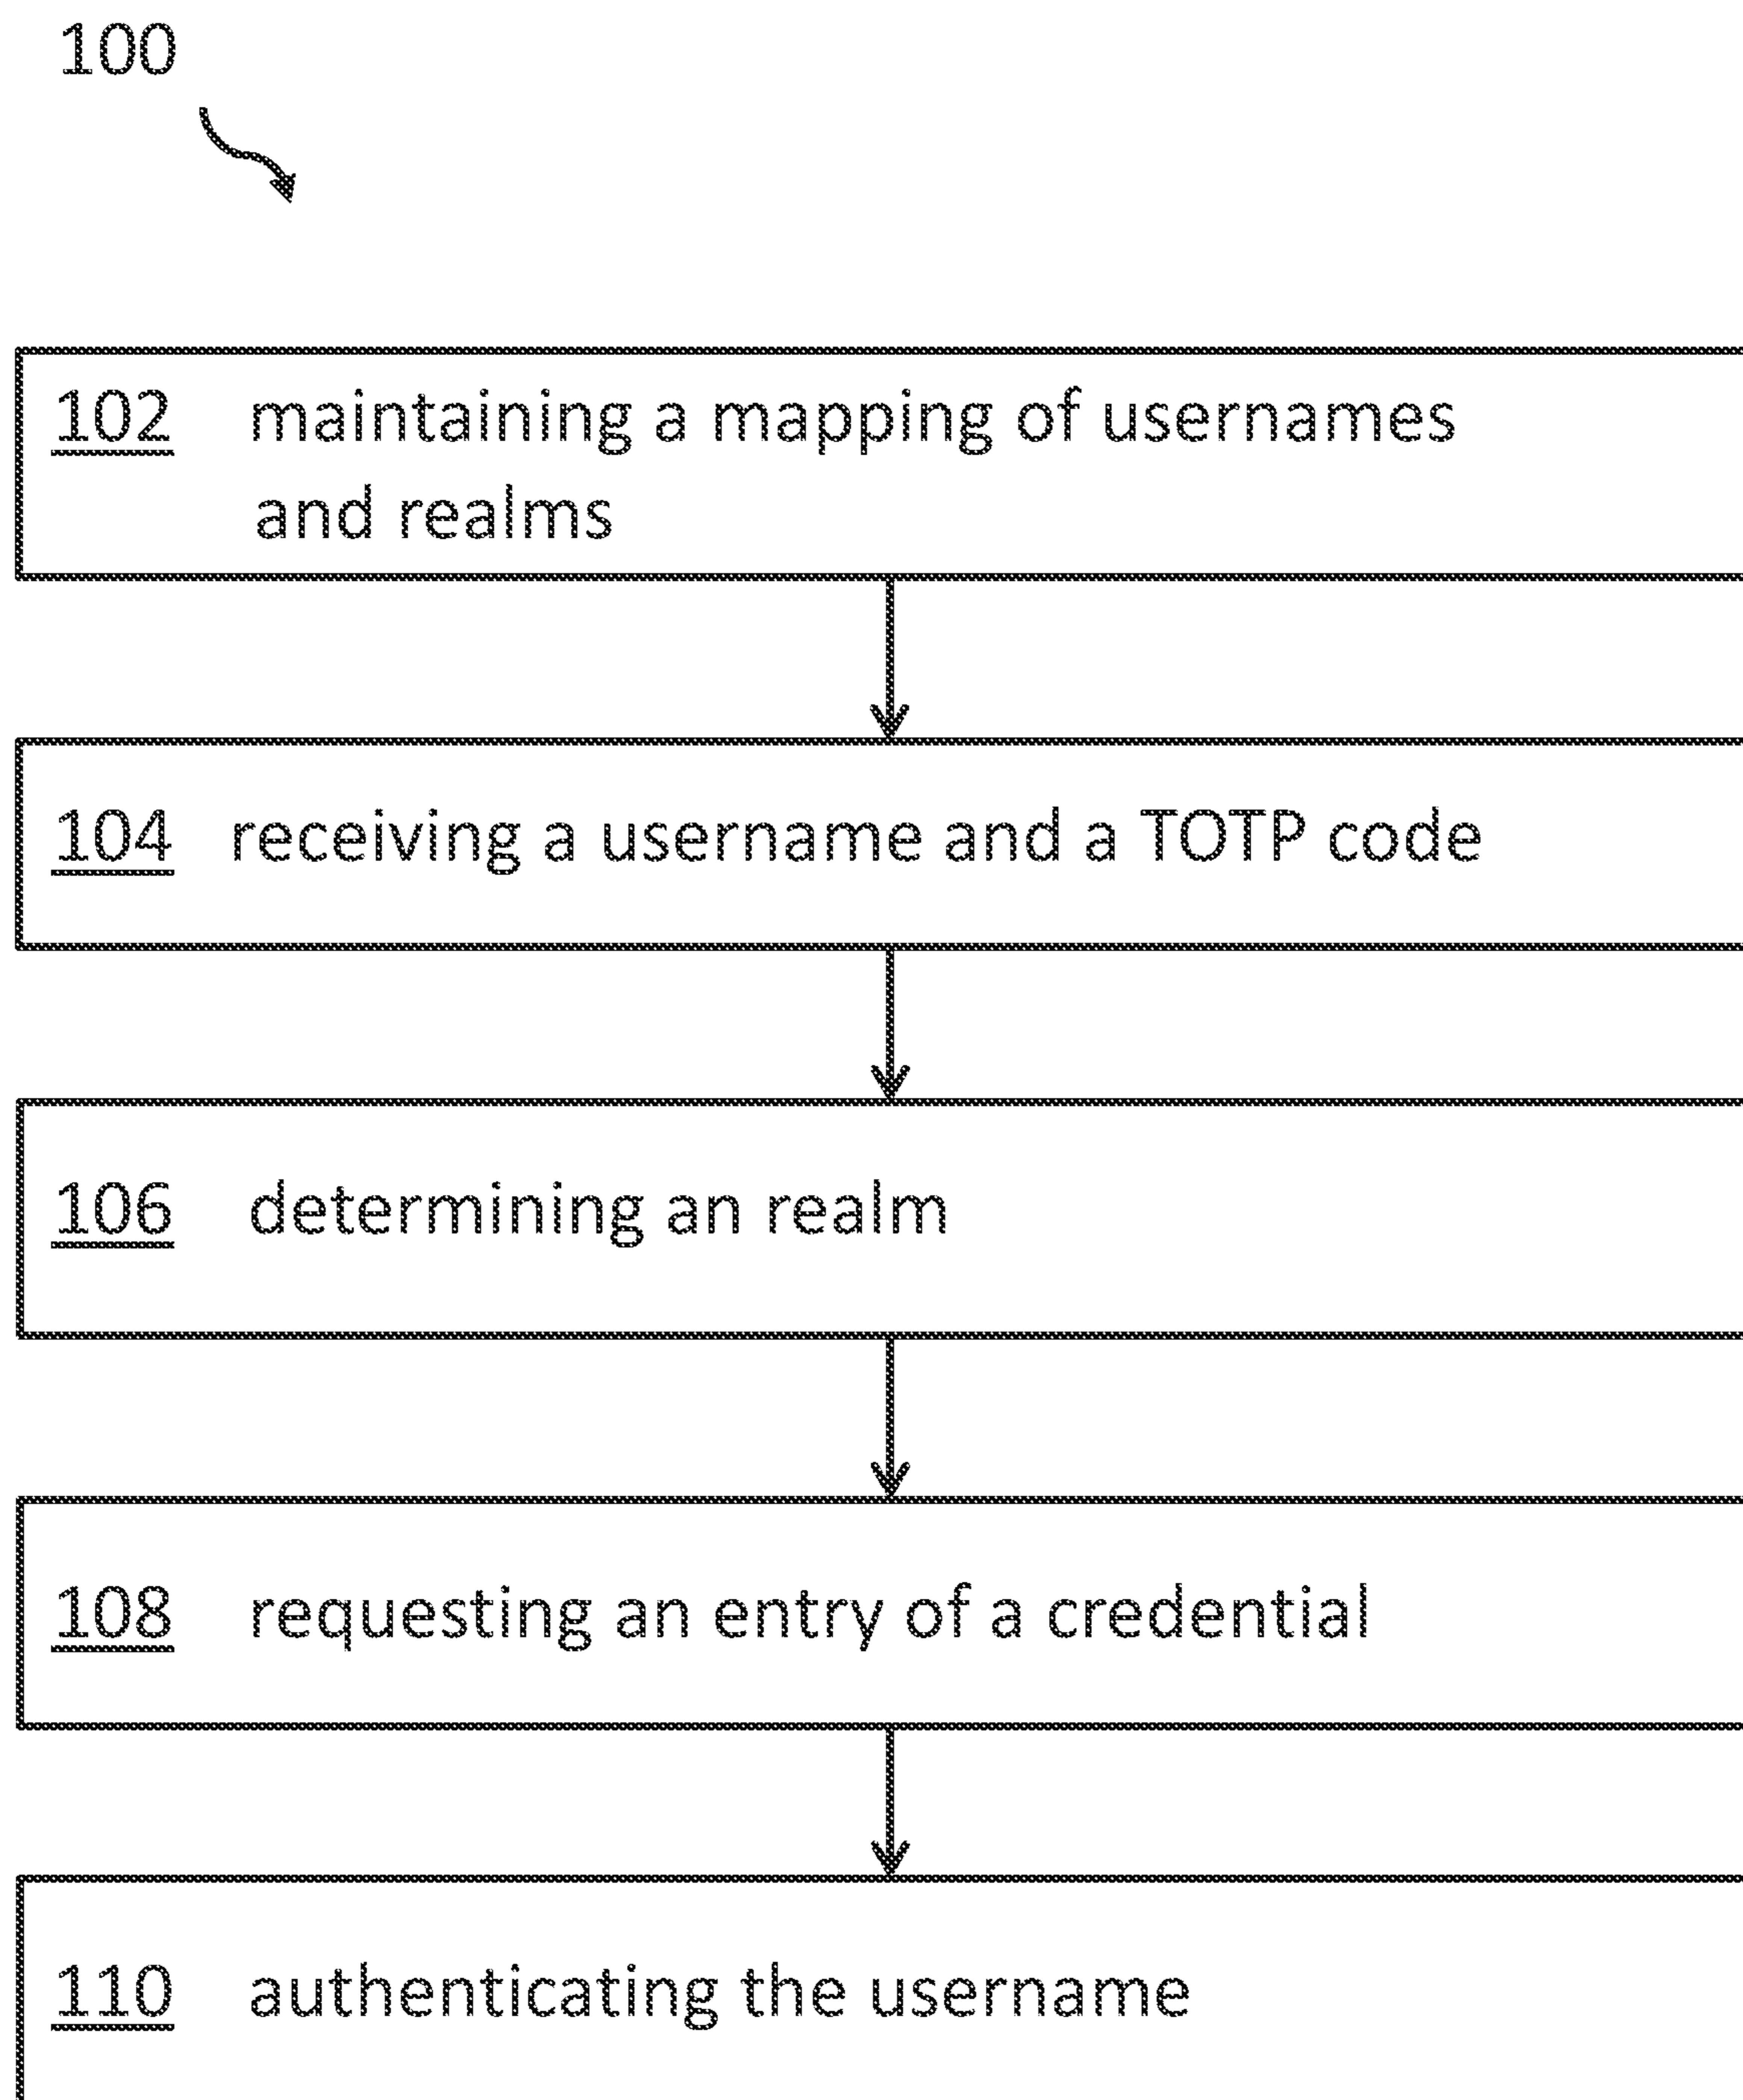 100
102 maintaining a mapping of usernames
and realms
104 receiving a username and a TOTP code
106 determining an realm
108 requesting an entry of a credential
110 authenticating the username